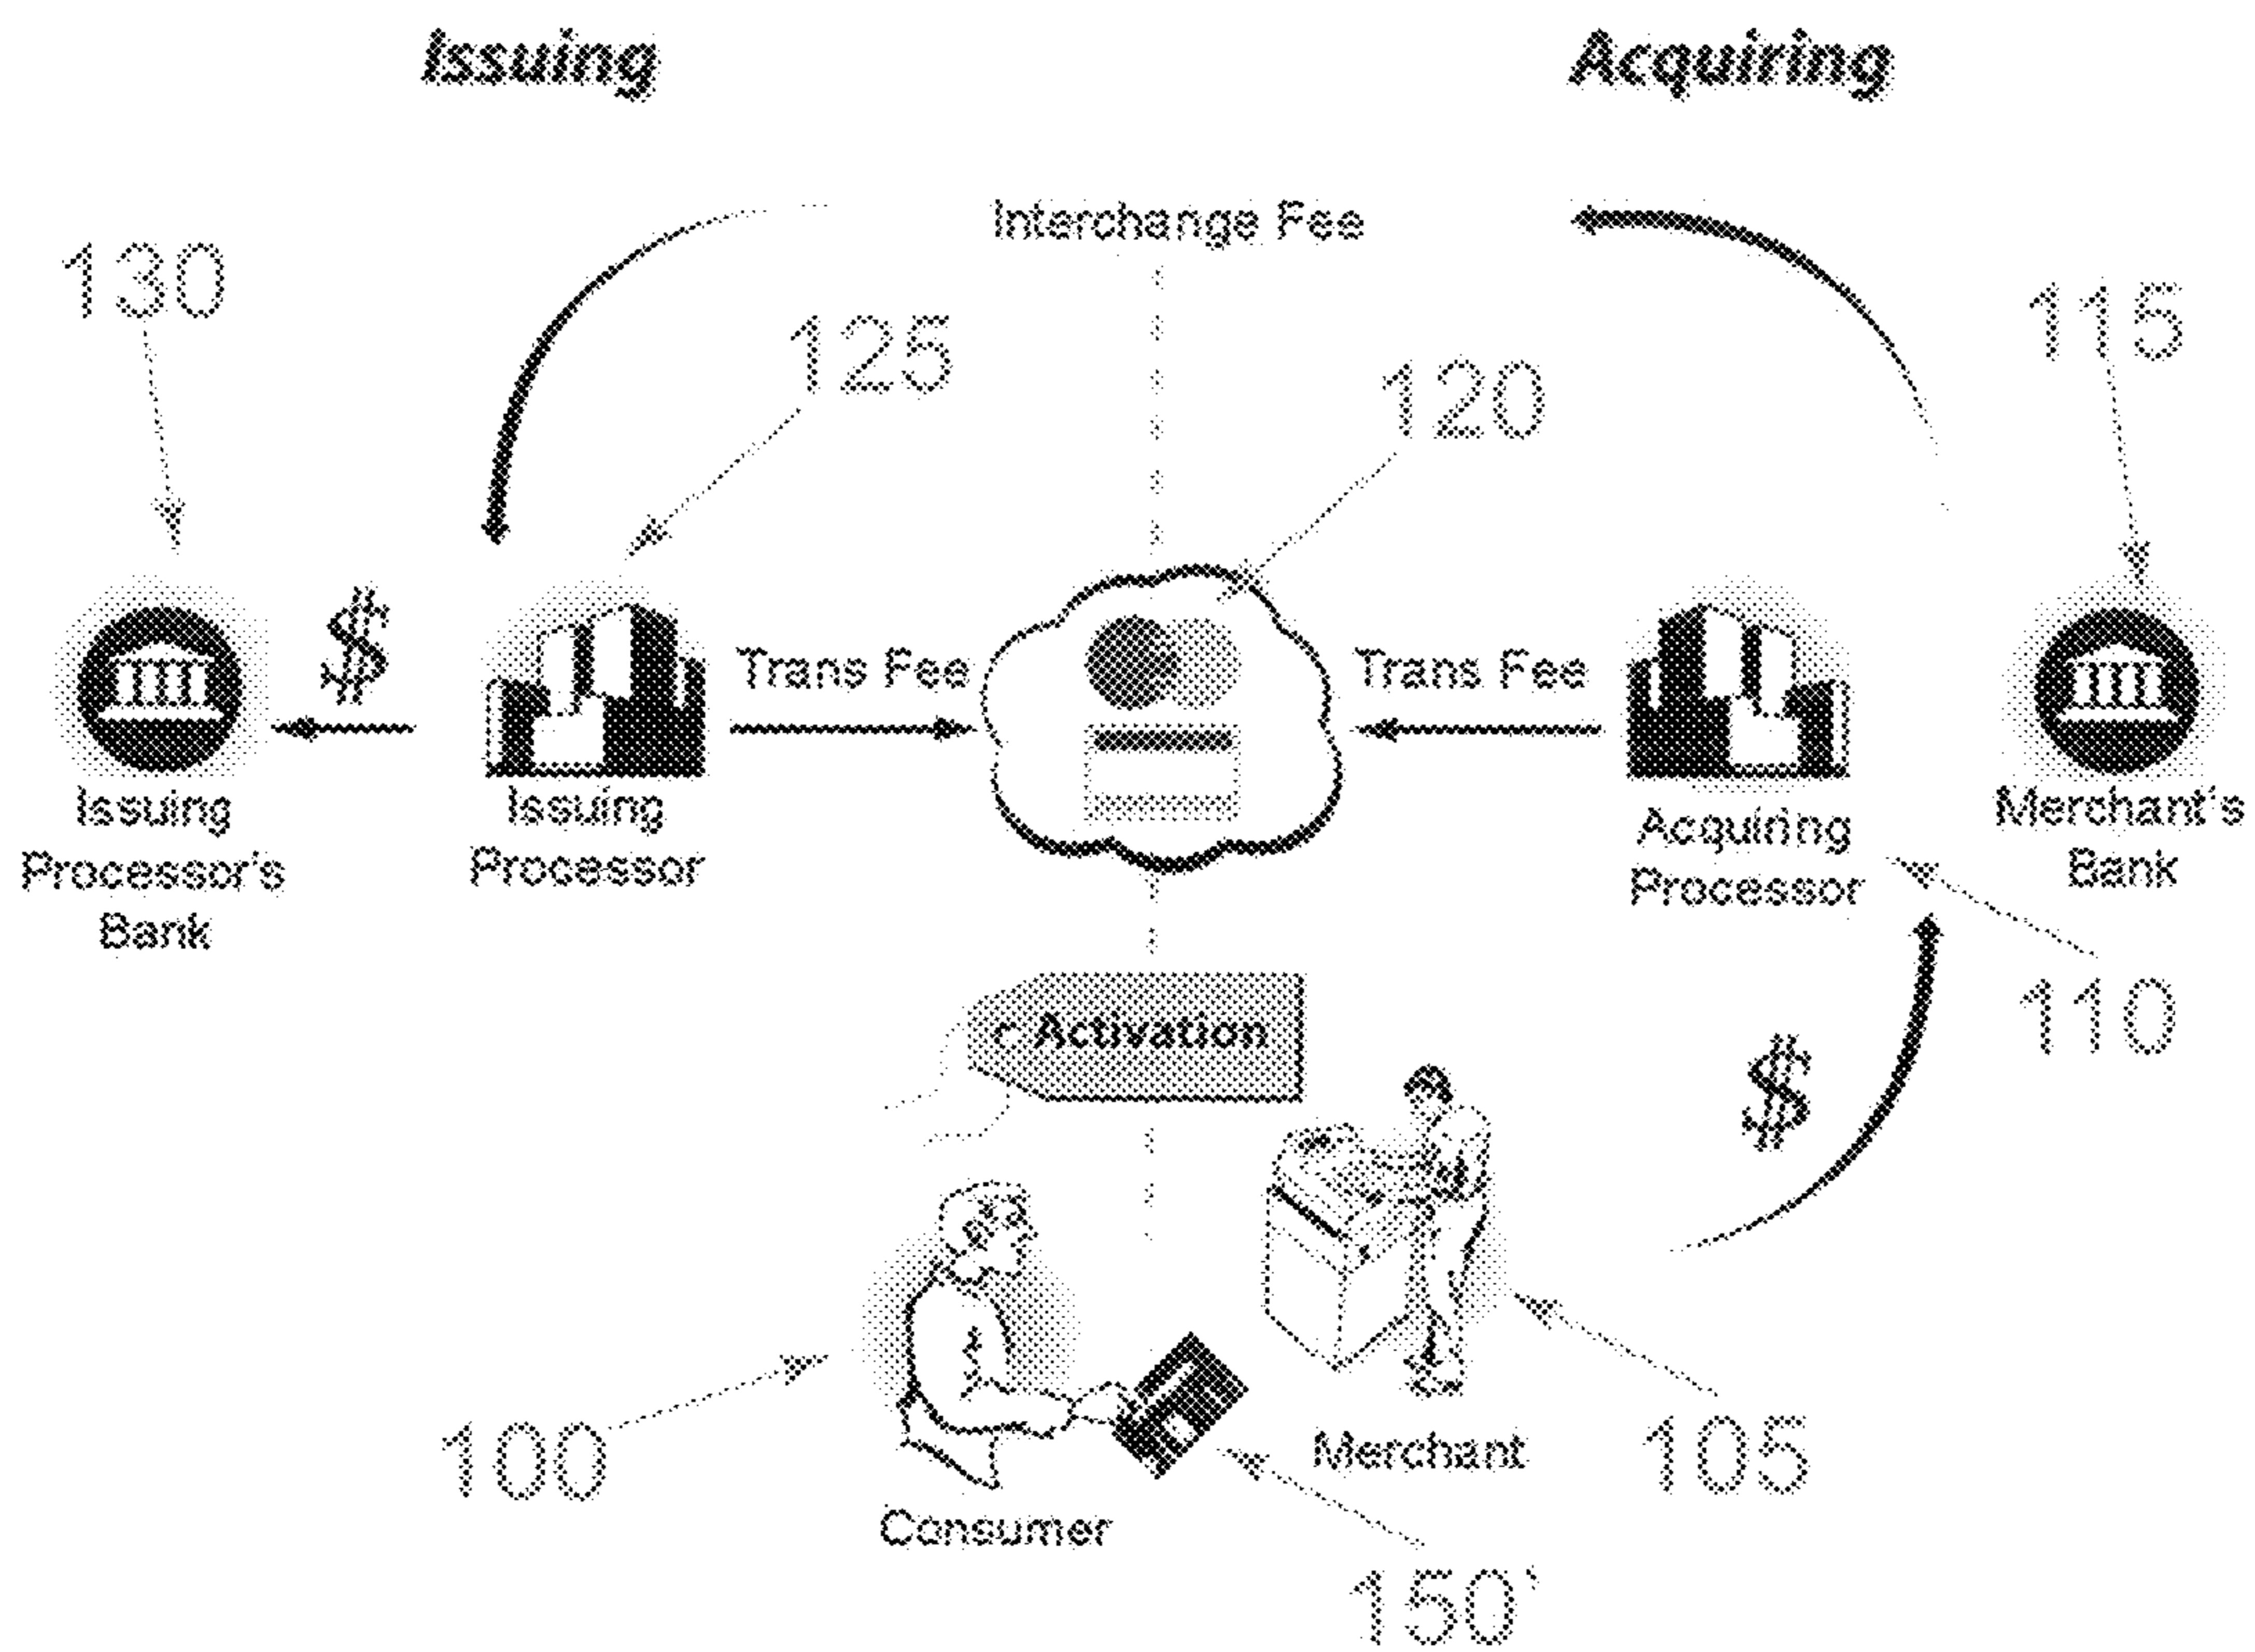 Issuing
Acquiring
Interchange Fee
130
125
120
115
$
Trans Fee
Trans Fee
Issuing
Processor's
Bank
Issuing
Processor
Acquiring
Processor
Merchant's
Bank
110
Activation
$
100
Consumer
Merchant
105
150'